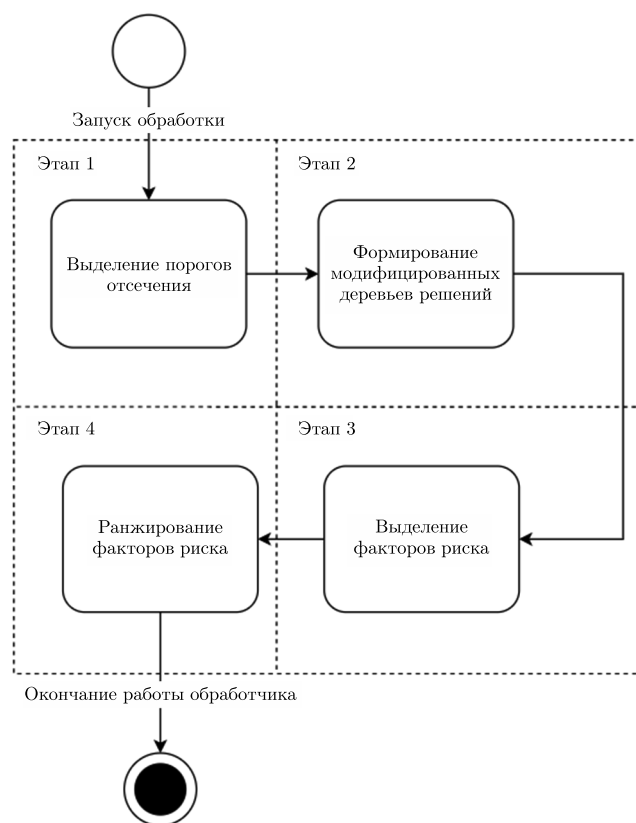 Запуск обработки
Этап 1
Выделение порогов
отсечения
Этап 2
Формирование
модифицированных
деревьев решений
Этап 3
Выделение
факторов риска
Этап 4
Ранжирование
факторов риска
Окончание работы обработчика